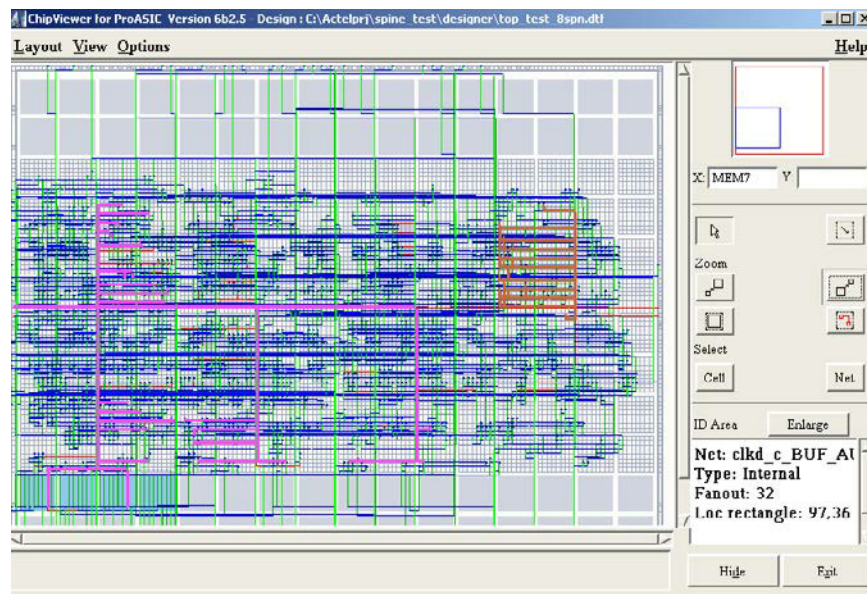 ChipViewer for ProASIC Version 6b2.5 - Design : C:\Actelprj\spine_test\designer\top_test_8spn.dtf
Layout View Options Help
X: MEM7 Y
Zoom
Select
Cell Net
ID Area Enlarge
Net: clkd_c_BUF_AU
Type: Internal
Fanout: 32
Loc rectangle: 97,36
Hide Exit